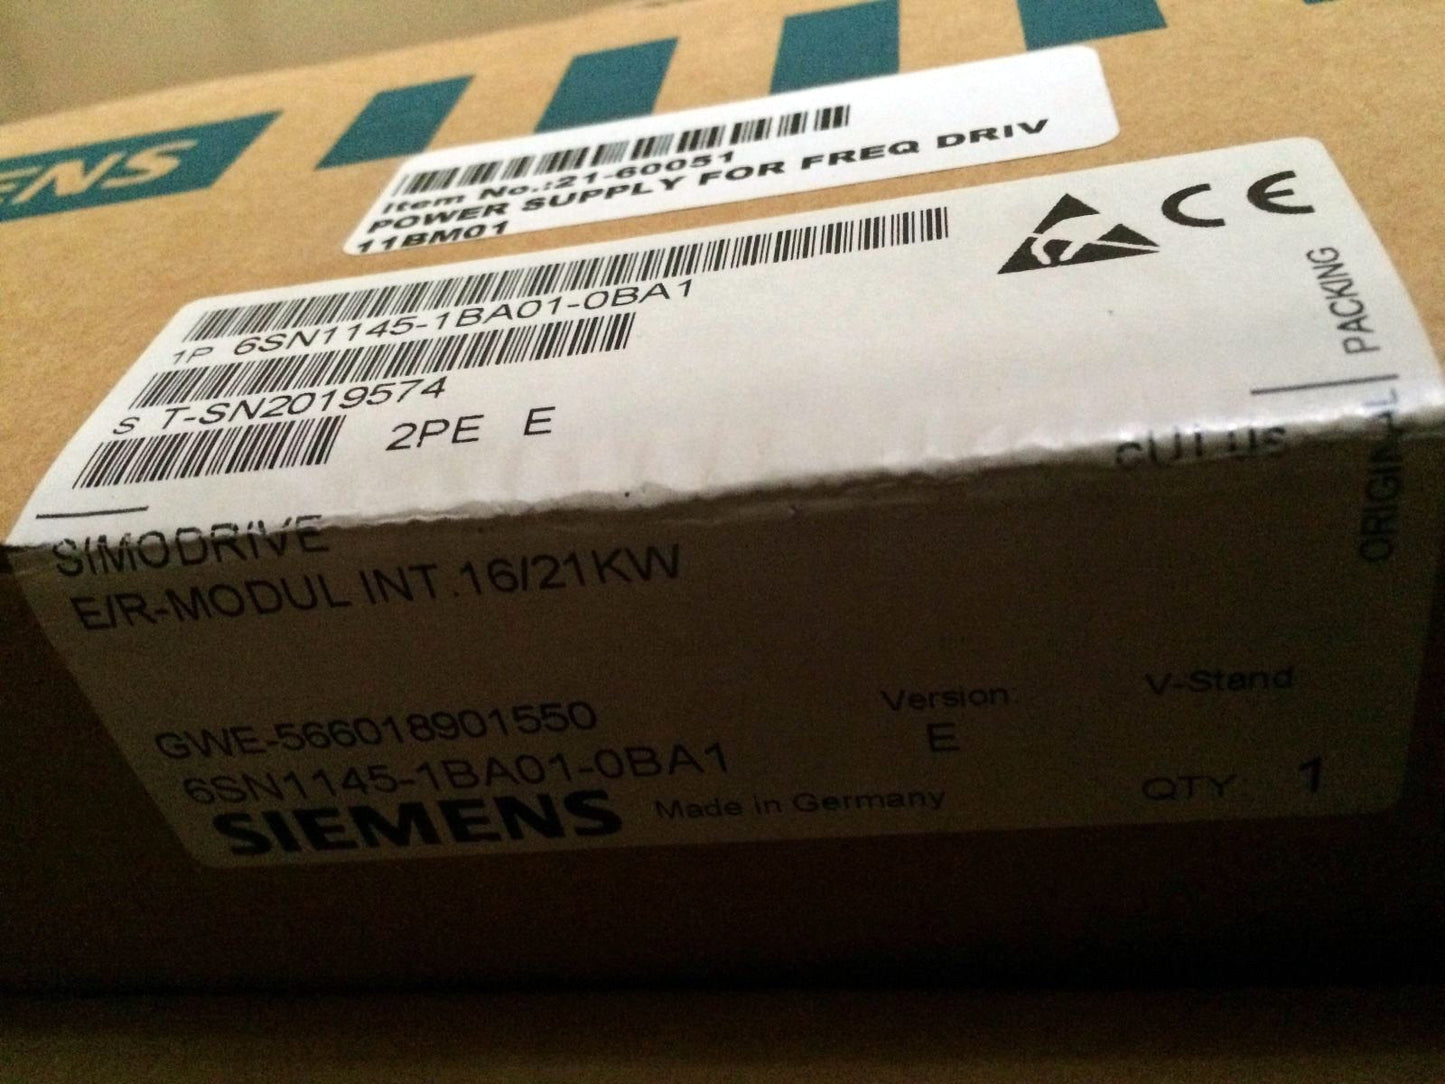 ENS
Item No.:21-60051
POWER SUPPLY FOR FREQ DRIV
11BM01
CE
1P 6SN1145-1BA01-0BA1
S T-SN2019574
2PE E
ORIGINAL PACKING
cULus
SIMODRIVE
E/R-MODUL INT.16/21KW
GWE-566018901550
6SN1145-1BA01-0BA1
Version:
E
V-Stand
SIEMENS
Made in Germany
QTY: 1